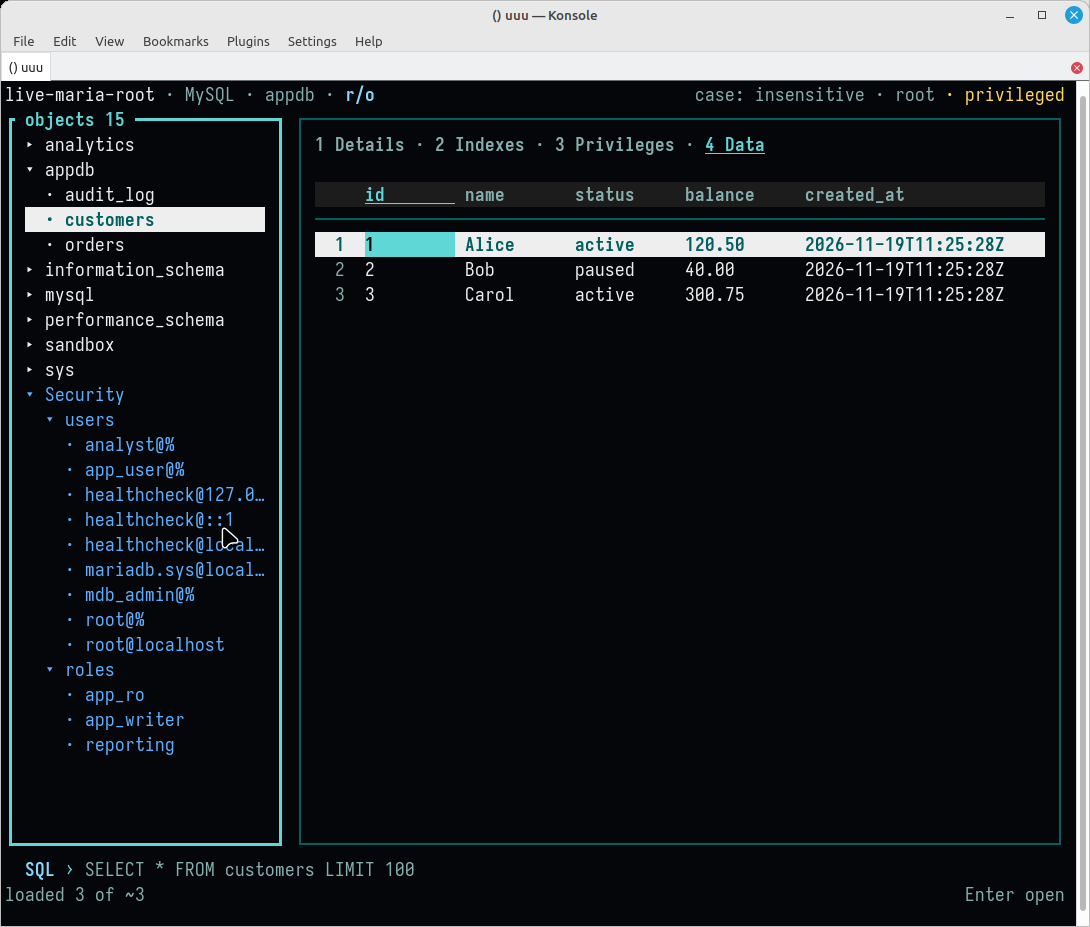 () uuu — Konsole
File Edit View Bookmarks Plugins Settings Help
() uuu
live-maria-root · MySQL · appdb · r/o case: insensitive · root · privileged
objects 15
▸ analytics
▾ appdb
· audit_log
· customers
· orders
▸ information_schema
▸ mysql
▸ performance_schema
▸ sandbox
▸ sys
▾ Security
▾ users
· analyst@%
· app_user@%
· healthcheck@127.0…
· healthcheck@::1
· healthcheck@local…
· mariadb.sys@local…
· mdb_admin@%
· root@%
· root@localhost
▾ roles
· app_ro
· app_writer
· reporting
1 Details · 2 Indexes · 3 Privileges · 4 Data
id name status balance created_at
1 1 Alice active 120.50 2026-11-19T11:25:28Z
2 2 Bob paused 40.00 2026-11-19T11:25:28Z
3 3 Carol active 300.75 2026-11-19T11:25:28Z
SQL › SELECT * FROM customers LIMIT 100
loaded 3 of ~3 Enter open